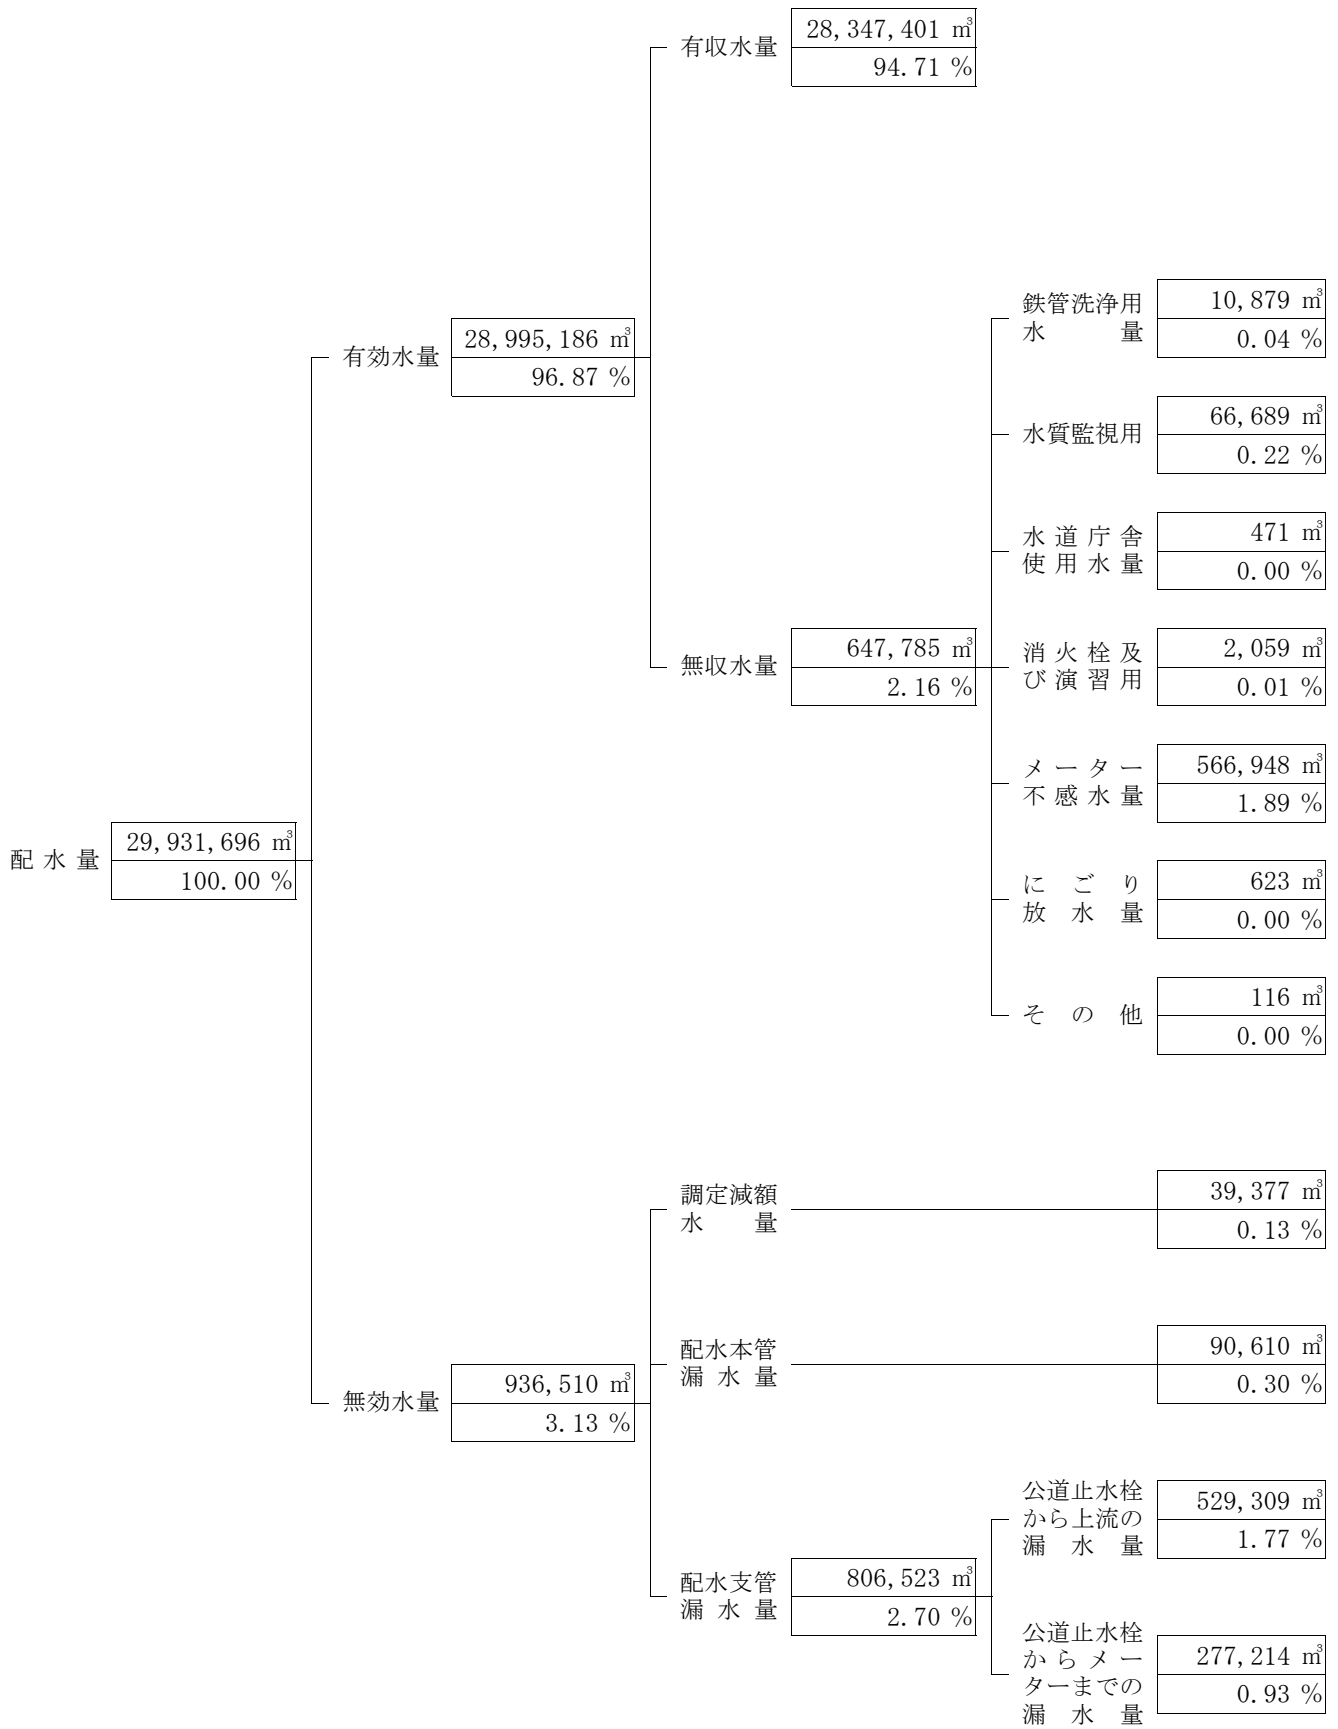 配水量
29,931,696 ㎥
100.00 %
有効水量
28,995,186 ㎥
96.87 %
有収水量
28,347,401 ㎥
94.71 %
無収水量
647,785 ㎥
2.16 %
鉄管洗浄用
水量
10,879 ㎥
0.04 %
水質監視用
66,689 ㎥
0.22 %
水道庁舎
使用水量
471 ㎥
0.00 %
消火栓及
び演習用
2,059 ㎥
0.01 %
メーター
不感水量
566,948 ㎥
1.89 %
にごり
放水量
623 ㎥
0.00 %
その他
116 ㎥
0.00 %
無効水量
936,510 ㎥
3.13 %
調定減額
水量
39,377 ㎥
0.13 %
配水本管
漏水量
90,610 ㎥
0.30 %
配水支管
漏水量
806,523 ㎥
2.70 %
公道止水栓
から上流の
漏水量
529,309 ㎥
1.77 %
公道止水栓
からメー
ターまでの
漏水量
277,214 ㎥
0.93 %